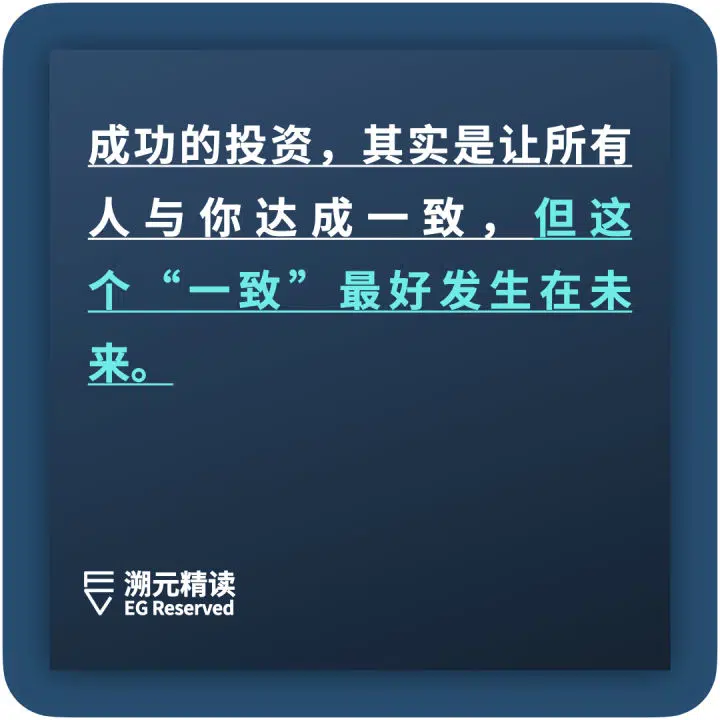 成功的投资，其实是让所有
人与你达成一致，但这
个“一致”最好发生在未
来。
溯元精读
EG Reserved